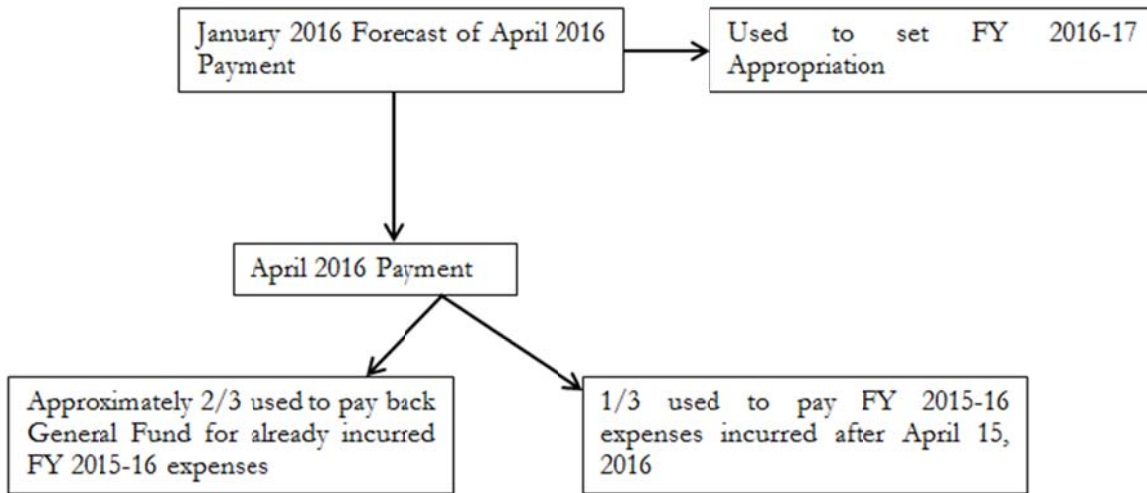 January 2016 Forecast of April 2016
Payment
Used to set FY 2016-17
Appropriation
April 2016 Payment
Approximately 2/3 used to pay back
General Fund for already incurred
FY 2015-16 expenses
1/3 used to pay FY 2015-16
expenses incurred after April 15,
2016